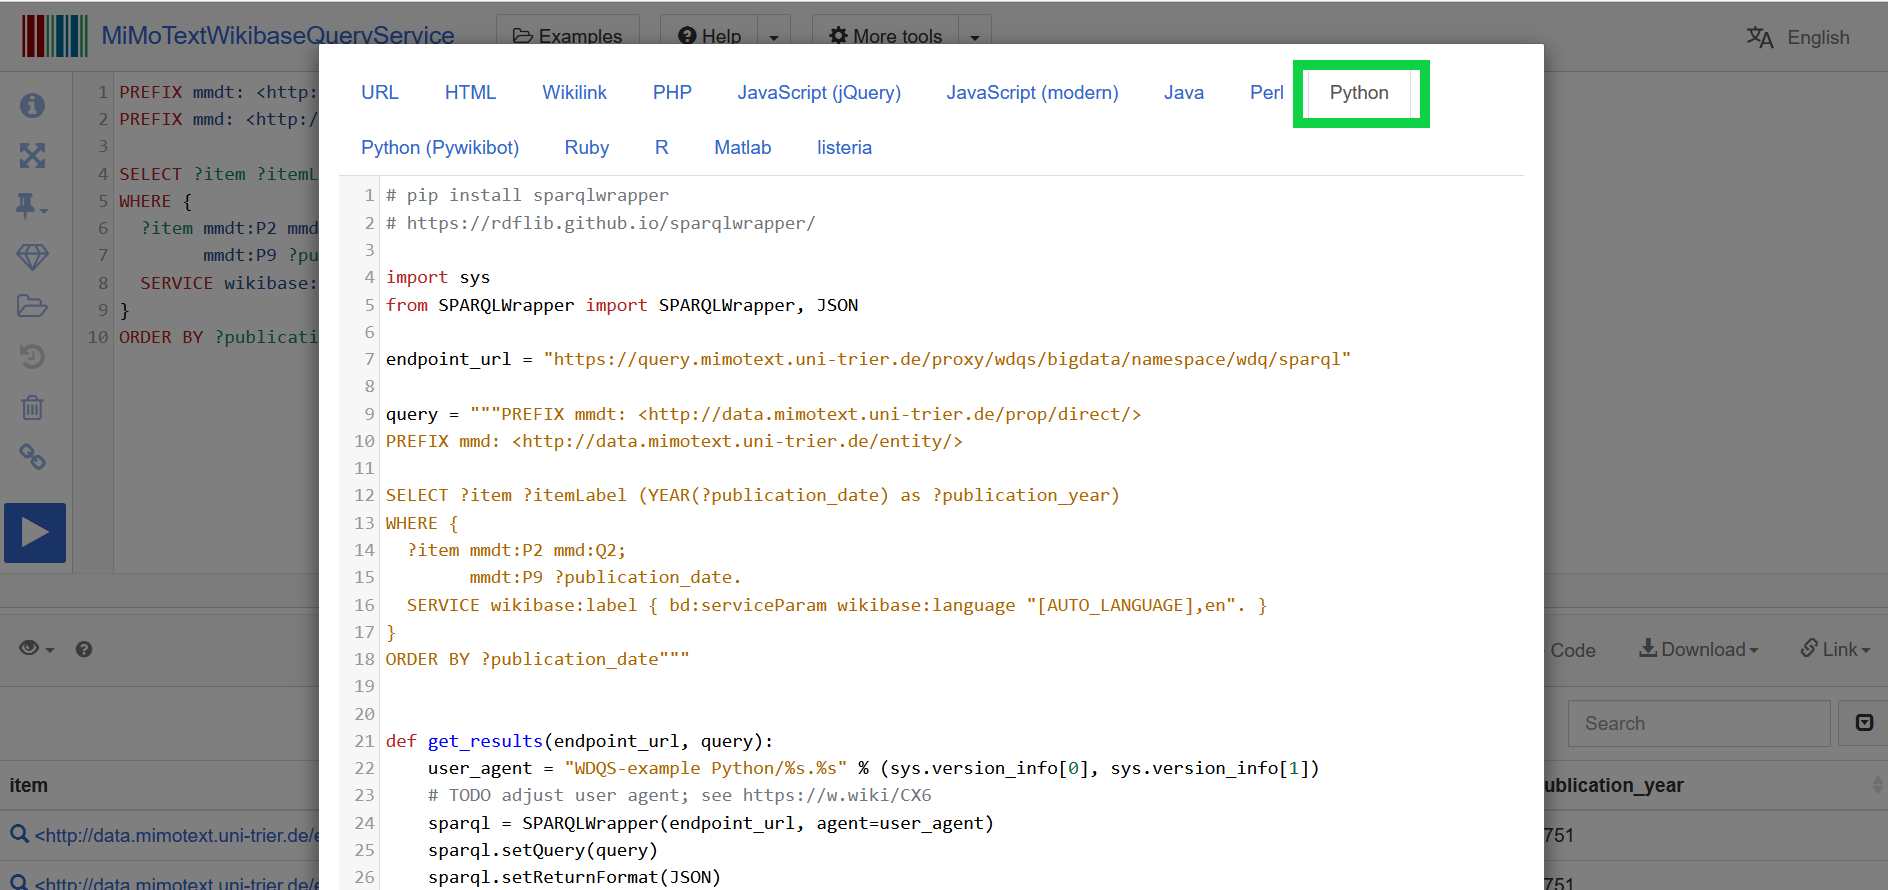 MiMoTextWikibaseQueryService
Examples
Help
More tools
English
1 PREFIX mmdt: <http:
2 PREFIX mmd: <http:/
3
4 SELECT ?item ?itemL
5 WHERE {
6 ?item mmdt:P2 mmd
7 mmdt:P9 ?pu
8 SERVICE wikibase:
9 }
10 ORDER BY ?publicati
URL HTML Wikilink PHP JavaScript (jQuery) JavaScript (modern) Java Perl Python
Python (Pywikibot) Ruby R Matlab listeria
1 # pip install sparqlwrapper
2 # https://rdflib.github.io/sparqlwrapper/
3
4 import sys
5 from SPARQLWrapper import SPARQLWrapper, JSON
6
7 endpoint_url = "https://query.mimotext.uni-trier.de/proxy/wdqs/bigdata/namespace/wdq/sparql"
8
9 query = """PREFIX mmdt: <http://data.mimotext.uni-trier.de/prop/direct/>
10 PREFIX mmd: <http://data.mimotext.uni-trier.de/entity/>
11
12 SELECT ?item ?itemLabel (YEAR(?publication_date) as ?publication_year)
13 WHERE {
14 ?item mmdt:P2 mmd:Q2;
15 mmdt:P9 ?publication_date.
16 SERVICE wikibase:label { bd:serviceParam wikibase:language "[AUTO_LANGUAGE],en". }
17 }
18 ORDER BY ?publication_date"""
19
20
21 def get_results(endpoint_url, query):
22 user_agent = "WDQS-example Python/%s.%s" % (sys.version_info[0], sys.version_info[1])
23 # TODO adjust user agent; see https://w.wiki/CX6
24 sparql = SPARQLWrapper(endpoint_url, agent=user_agent)
25 sparql.setQuery(query)
26 sparql.setReturnFormat(JSON)
Code
Download
Link
Search
item
ublication_year
<http://data.mimotext.uni-trier.de/e
751
<http://data.mimotext.uni-trier.de/e
751